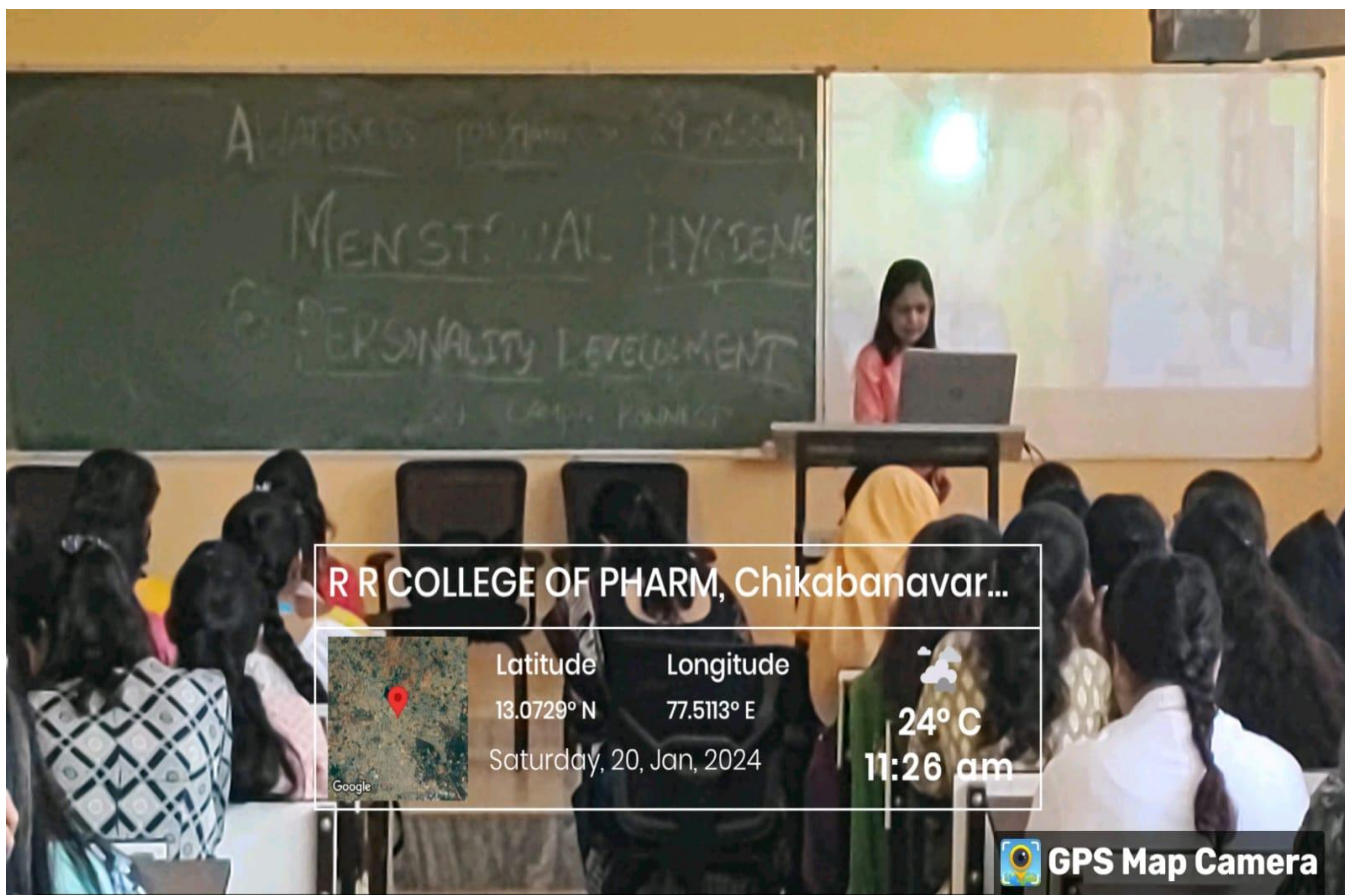 AWARENESS
MENSTRUAL HYGIENE
& PERSONALITY DEVELOPMENT
R R COLLEGE OF PHARM, Chikabanavar...
Latitude Longitude
13.0729° N 77.5113° E
24° C
Saturday, 20, Jan, 2024
11:26 am
Google
GPS Map Camera